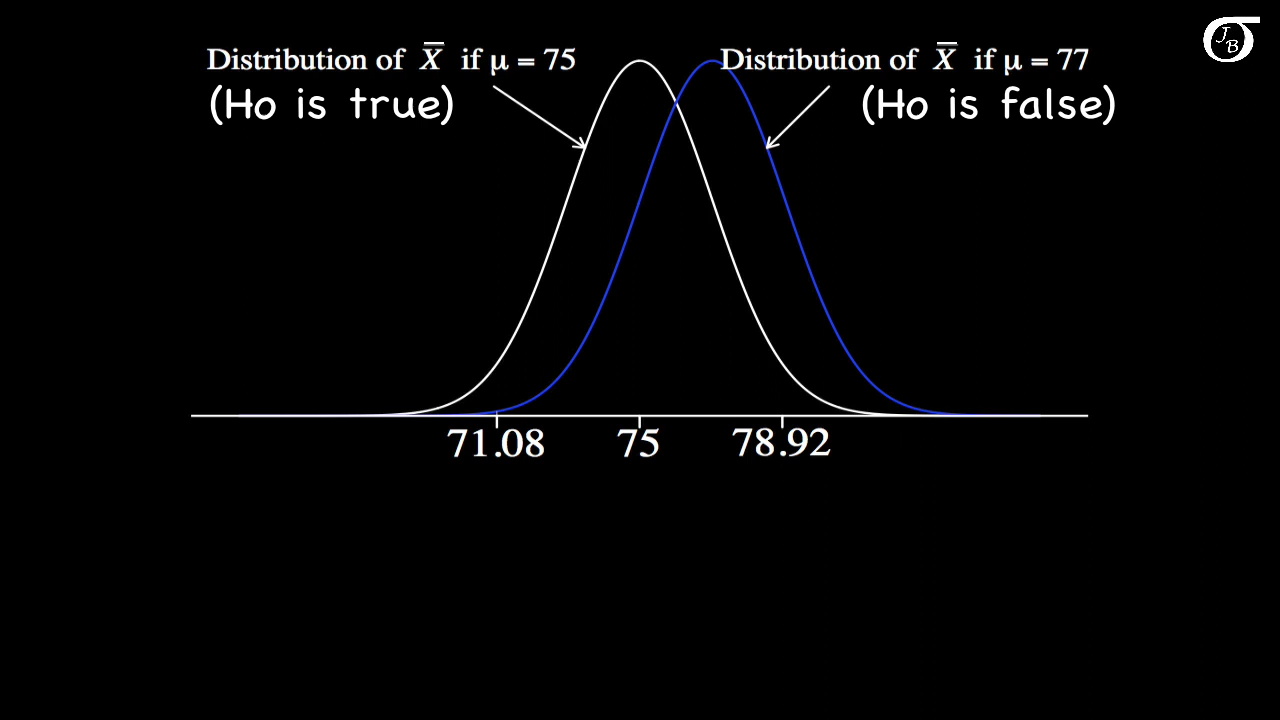 Distribution of X̅ if μ = 75
(Ho is true)
Distribution of X̅ if μ = 77
(Ho is false)
JB
71.08 75 78.92